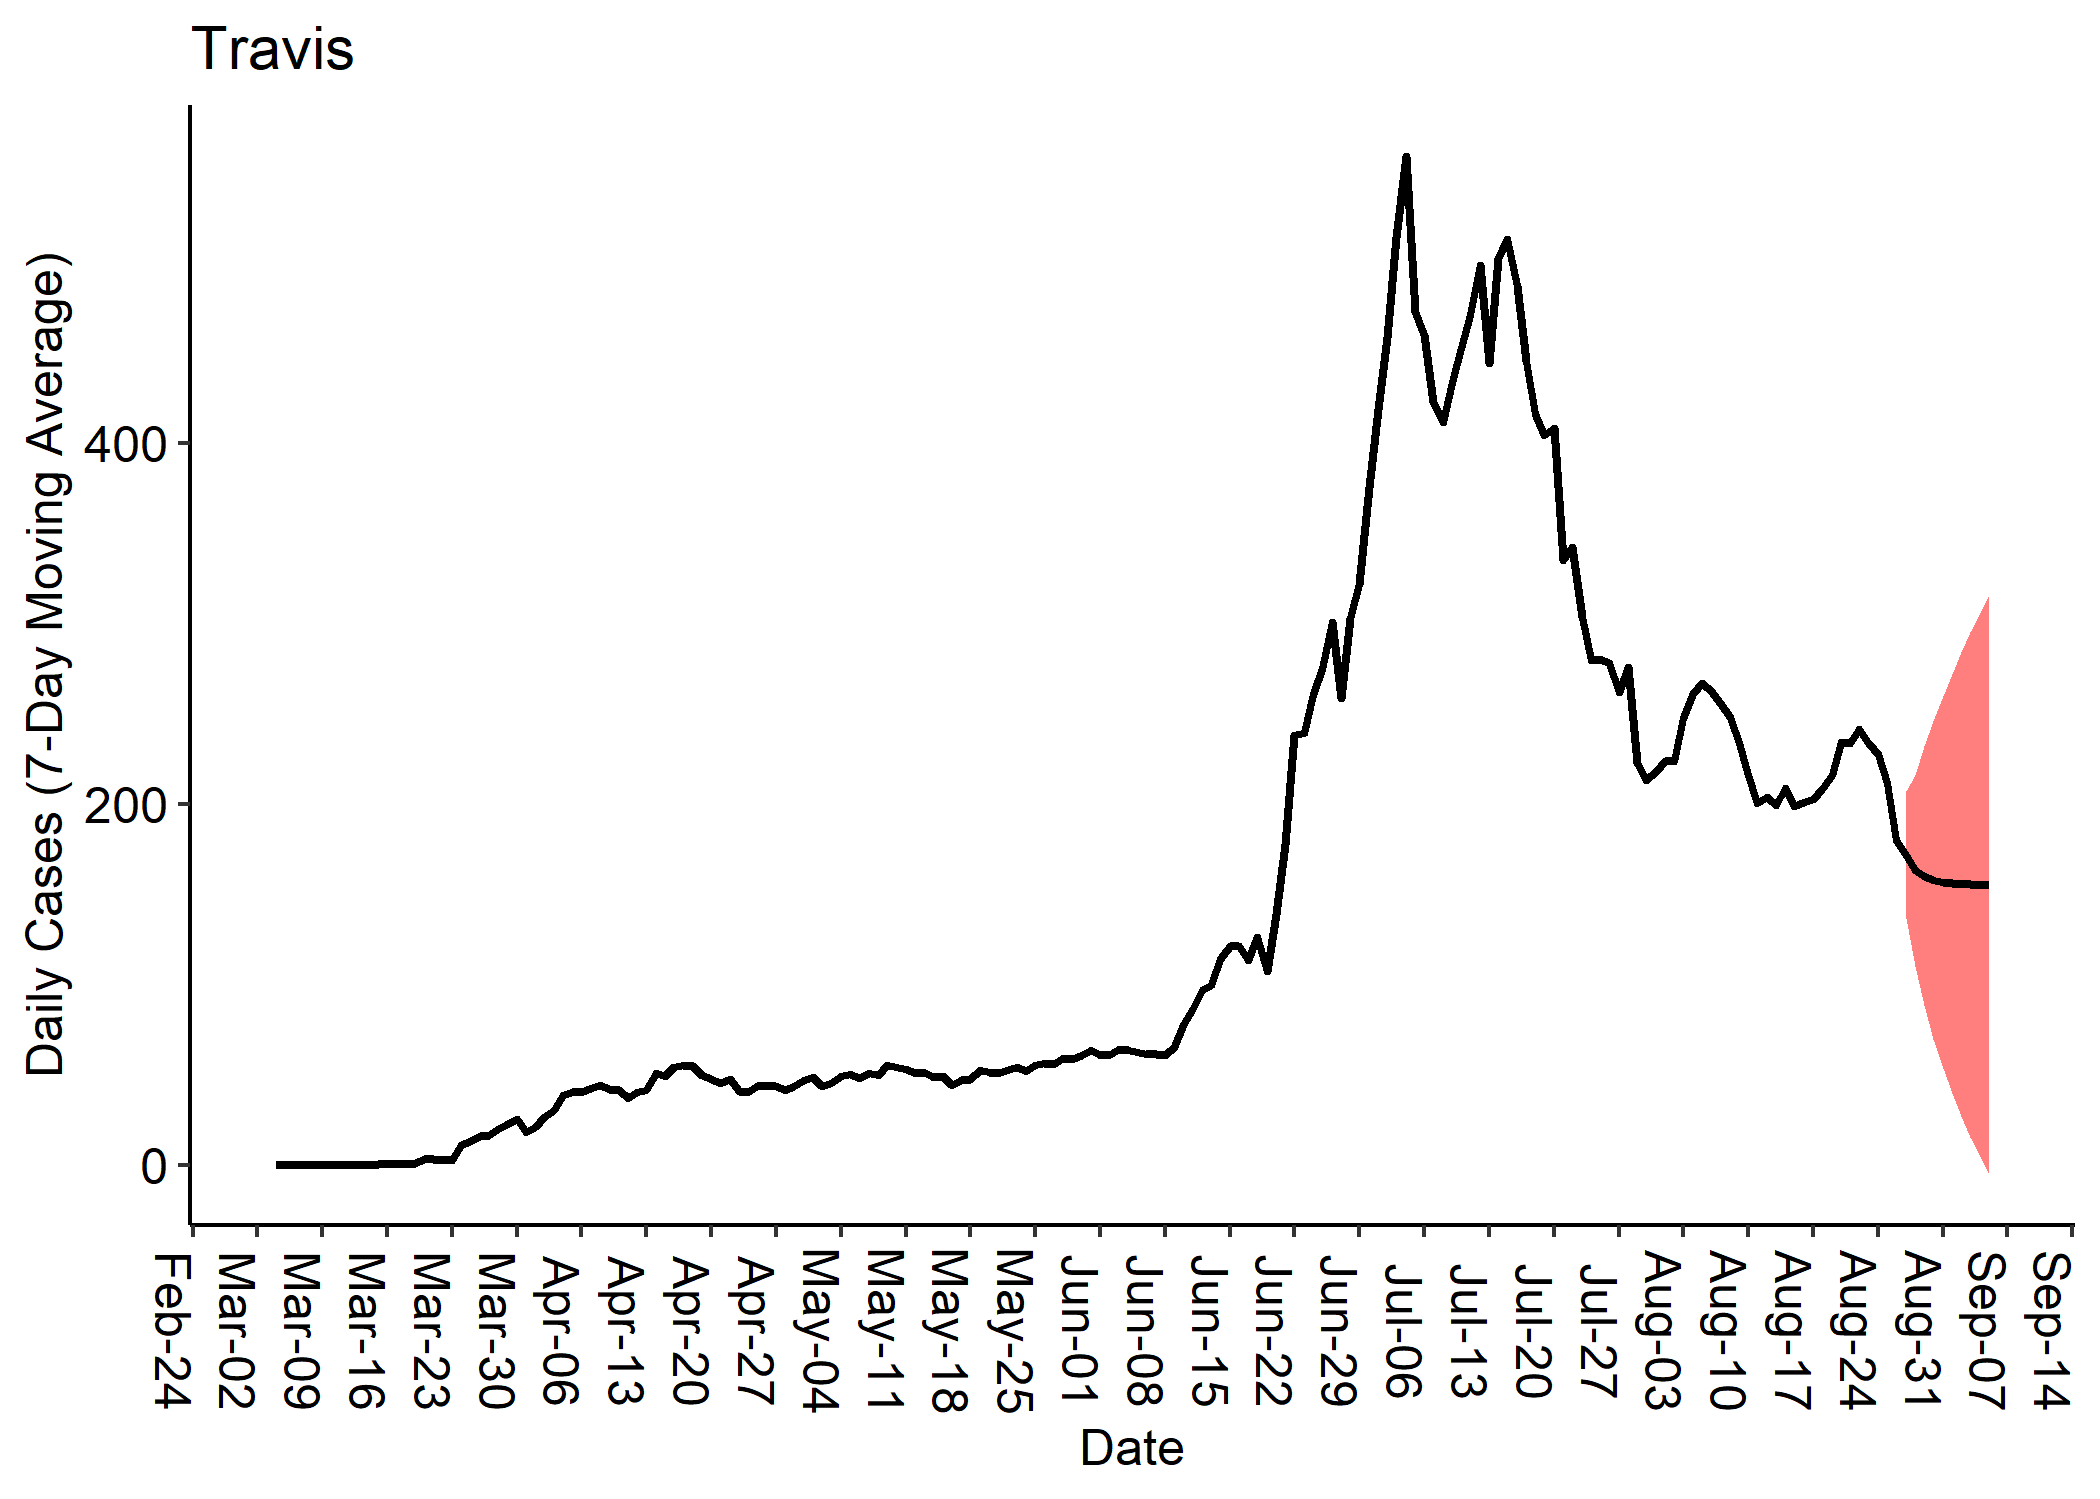 Travis
Daily Cases (7-Day Moving Average)
400
200
0
Feb-24
Mar-02
Mar-09
Mar-16
Mar-23
Mar-30
Apr-06
Apr-13
Apr-20
Apr-27
May-04
May-11
May-18
May-25
Jun-01
Jun-08
Jun-15
Jun-22
Jun-29
Jul-06
Jul-13
Jul-20
Jul-27
Aug-03
Aug-10
Aug-17
Aug-24
Aug-31
Sep-07
Sep-14
Date